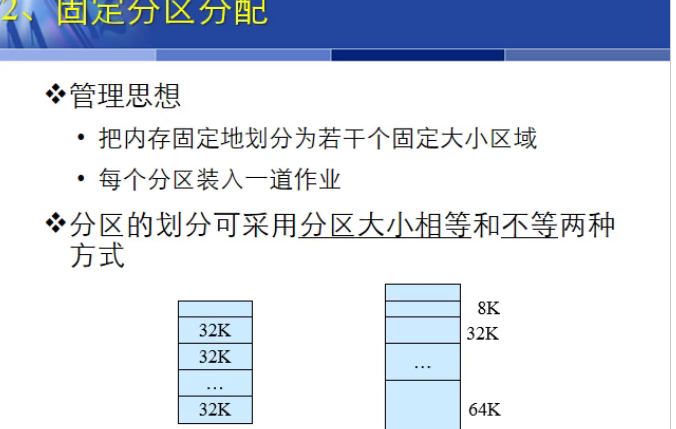 2、固定分区分配
❖管理思想
• 把内存固定地划分为若干个固定大小区域
• 每个分区装入一道作业
❖分区的划分可采用分区大小相等和不等两种
方式
32K
32K
…
32K
8K
32K
…
64K